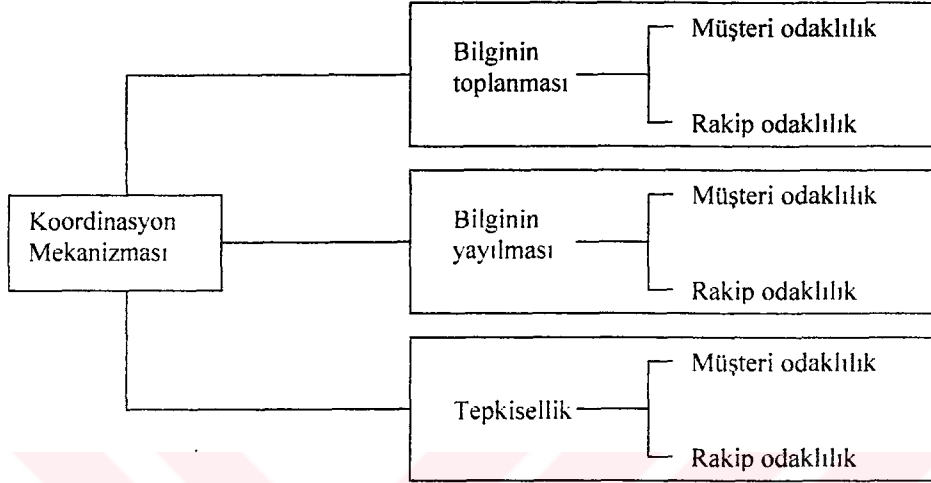 Müşteri odaklılık
Bilginin
toplanması
Rakip odaklılık
Koordinasyon
Mekanizması
Müşteri odaklılık
Bilginin
yayılması
Rakip odaklılık
Müşteri odaklılık
Tepkisellik
Rakip odaklılık